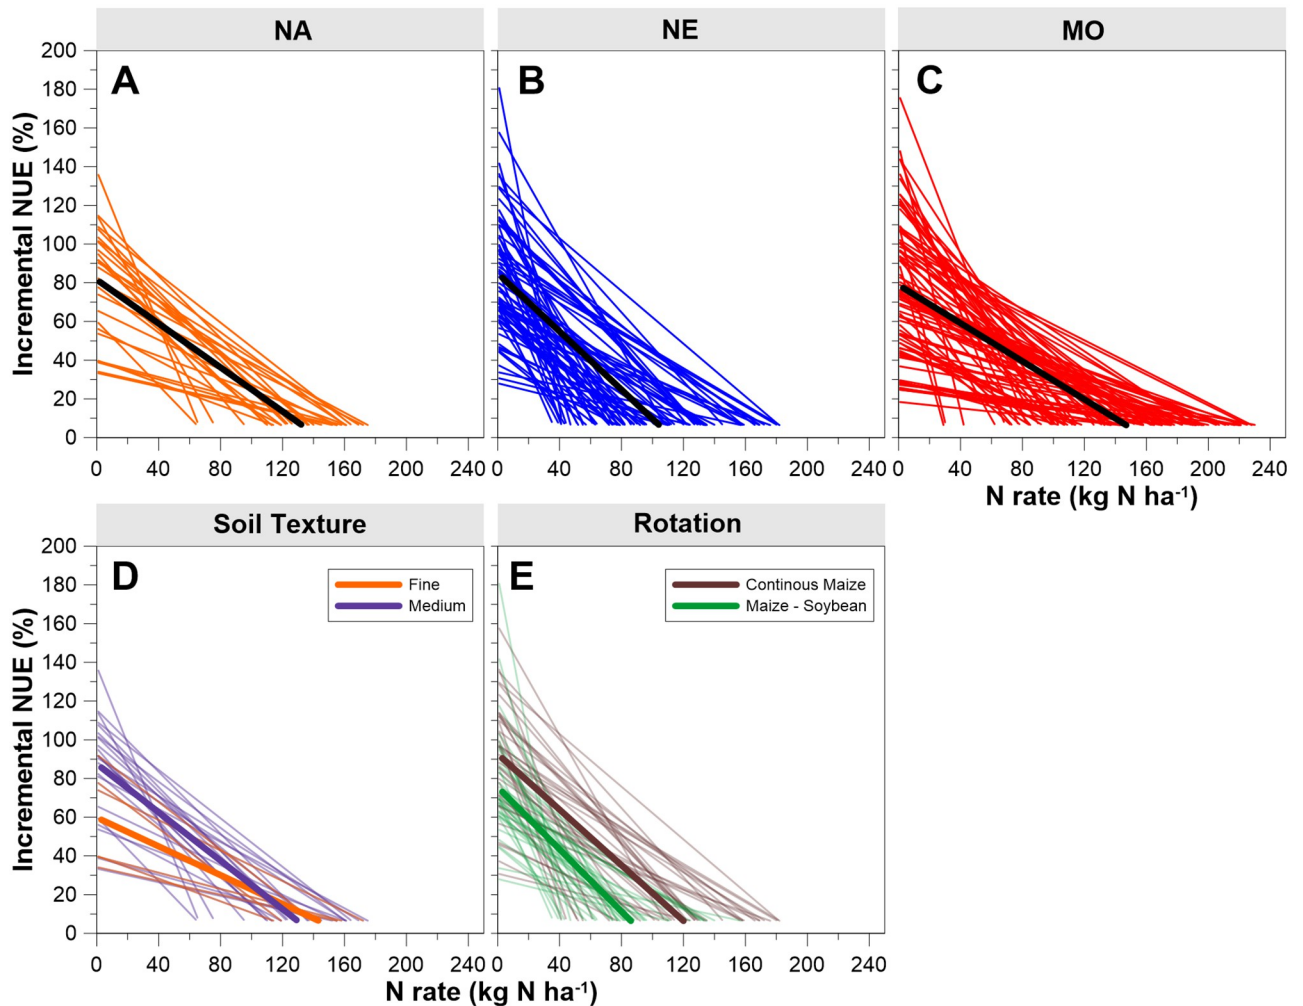 NA
NE
MO
A
B
C
Incremental NUE (%)
200
180
160
140
120
100
80
60
40
20
0
0 40 80 120 160 200 240
0 40 80 120 160 200 240
0 40 80 120 160 200 240
N rate (kg N ha-1)
Soil Texture
Rotation
D
E
Fine
Medium
Continous Maize
Maize - Soybean
Incremental NUE (%)
200
180
160
140
120
100
80
60
40
20
0
0 40 80 120 160 200 240
0 40 80 120 160 200 240
N rate (kg N ha-1)